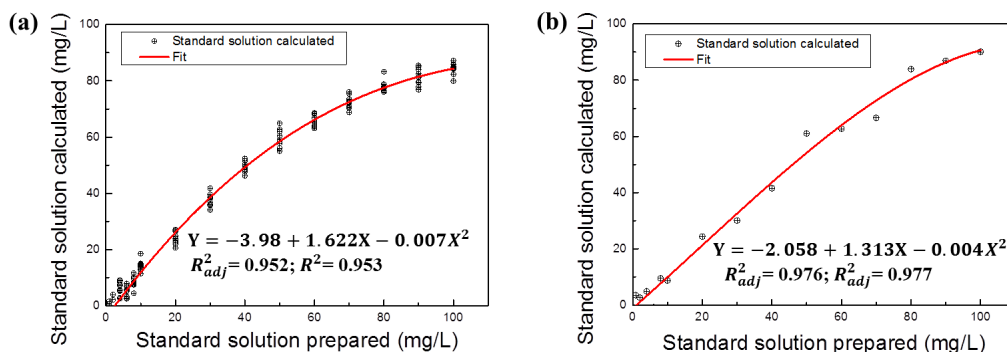 (a)
Standard solution calculated (mg/L)
100
80
60
40
20
0
Standard solution calculated
Fit
Y = −3.98 + 1.622X − 0.007X²
R²adj = 0.952; R² = 0.953
0 20 40 60 80 100
Standard solution prepared (mg/L)
(b)
Standard solution calculated (mg/L)
100
80
60
40
20
0
Standard solution calculated
Fit
Y = −2.058 + 1.313X − 0.004X²
R²adj = 0.976; R²adj = 0.977
0 20 40 60 80 100
Standard solution prepared (mg/L)